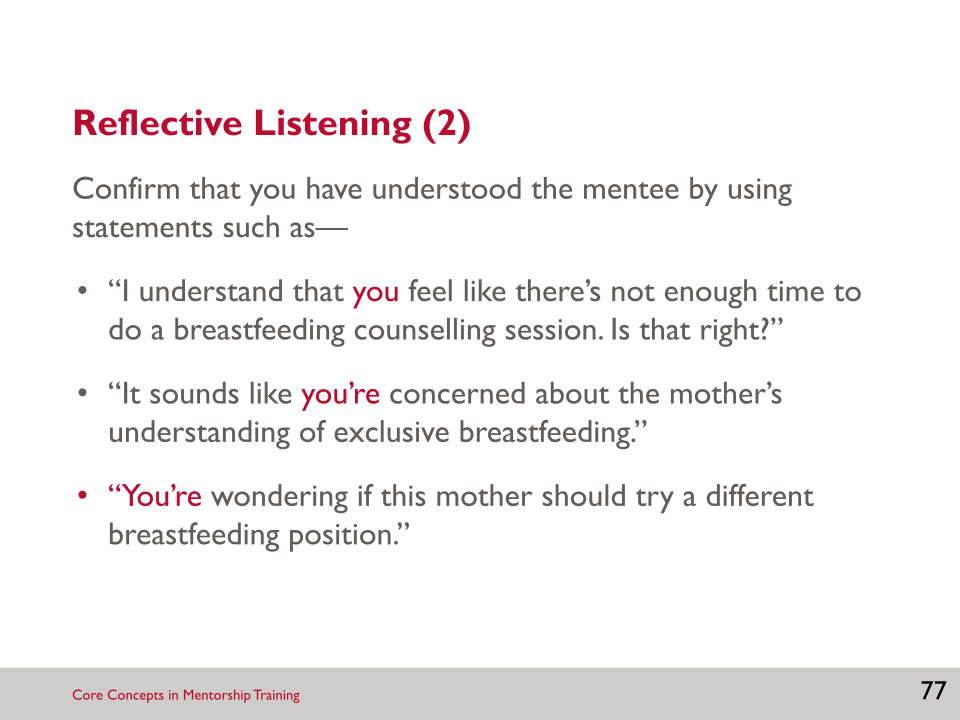 Reflective Listening (2)
Confirm that you have understood the mentee by using
statements such as—
• “I understand that you feel like there’s not enough time to
do a breastfeeding counselling session. Is that right?”
• “It sounds like you’re concerned about the mother’s
understanding of exclusive breastfeeding.”
• “You’re wondering if this mother should try a different
breastfeeding position.”
Core Concepts in Mentorship Training
77